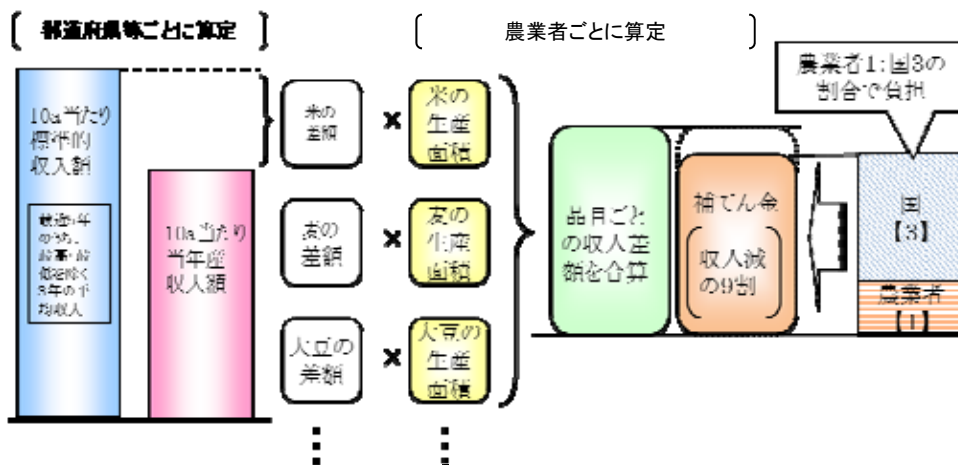 都道府県等ごとに算定
農業者ごとに算定
農業者1:国3の
割合で負担
10a当たり
標準的
収入額
最近5年
のうち、
最高・最
低を除く
3年の平
均収入
10a当たり
当年産
収入額
米の
差額
×
米の
生産
面積
麦の
差額
×
麦の
生産
面積
大豆の
差額
×
大豆の
生産
面積
品目ごと
の収入差
額を合算
補てん金
収入減
の9割
国
【3】
農業者
【1】